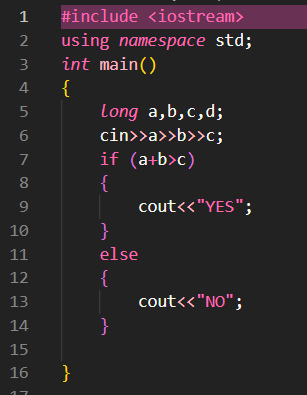 1 #include <iostream>
2 using namespace std;
3 int main()
4 {
5 long a,b,c,d;
6 cin>>a>>b>>c;
7 if (a+b>c)
8 {
9 cout<<"YES";
10 }
11 else
12 {
13 cout<<"NO";
14 }
15
16 }
17